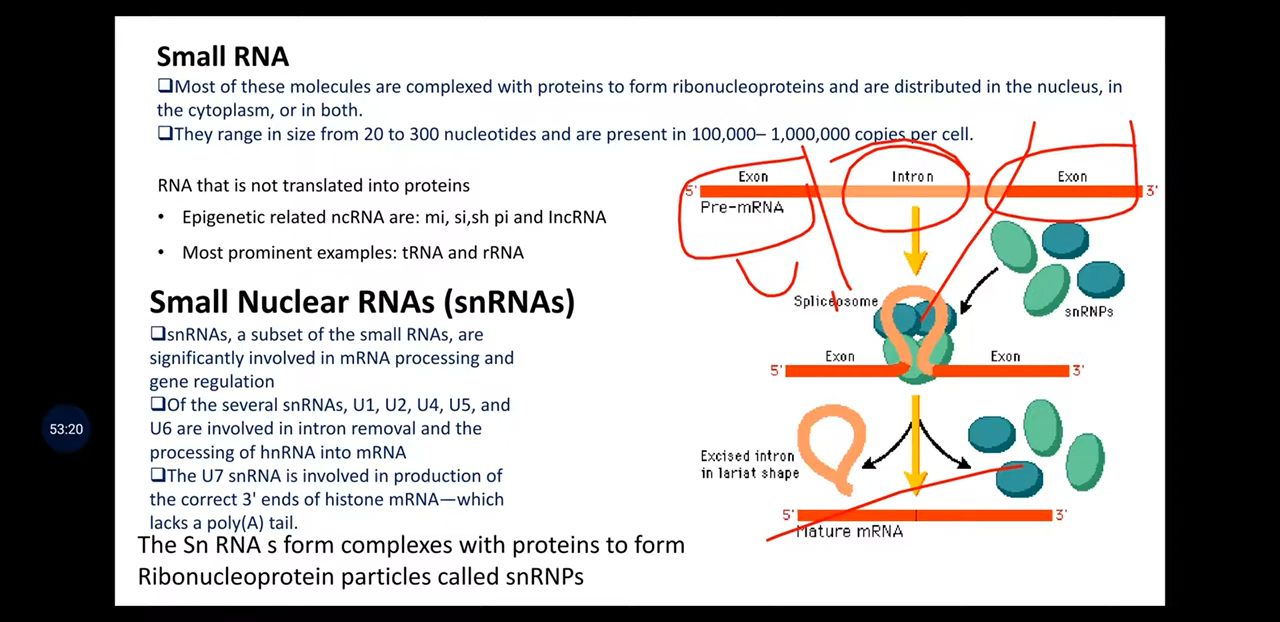 Small RNA
❑Most of these molecules are complexed with proteins to form ribonucleoproteins and are distributed in the nucleus, in
the cytoplasm, or in both.
❑They range in size from 20 to 300 nucleotides and are present in 100,000– 1,000,000 copies per cell.
RNA that is not translated into proteins
• Epigenetic related ncRNA are: mi, si,sh pi and lncRNA
• Most prominent examples: tRNA and rRNA
Small Nuclear RNAs (snRNAs)
❑snRNAs, a subset of the small RNAs, are
significantly involved in mRNA processing and
gene regulation
❑Of the several snRNAs, U1, U2, U4, U5, and
U6 are involved in intron removal and the
processing of hnRNA into mRNA
❑The U7 snRNA is involved in production of
the correct 3' ends of histone mRNA—which
lacks a poly(A) tail.
The Sn RNA s form complexes with proteins to form
Ribonucleoprotein particles called snRNPs
Exon Intron Exon
5' 3'
Pre-mRNA
Spliceosome
snRNPs
Exon Exon
5' 3'
Excised intron
in lariat shape
5' 3'
Mature mRNA
53:20